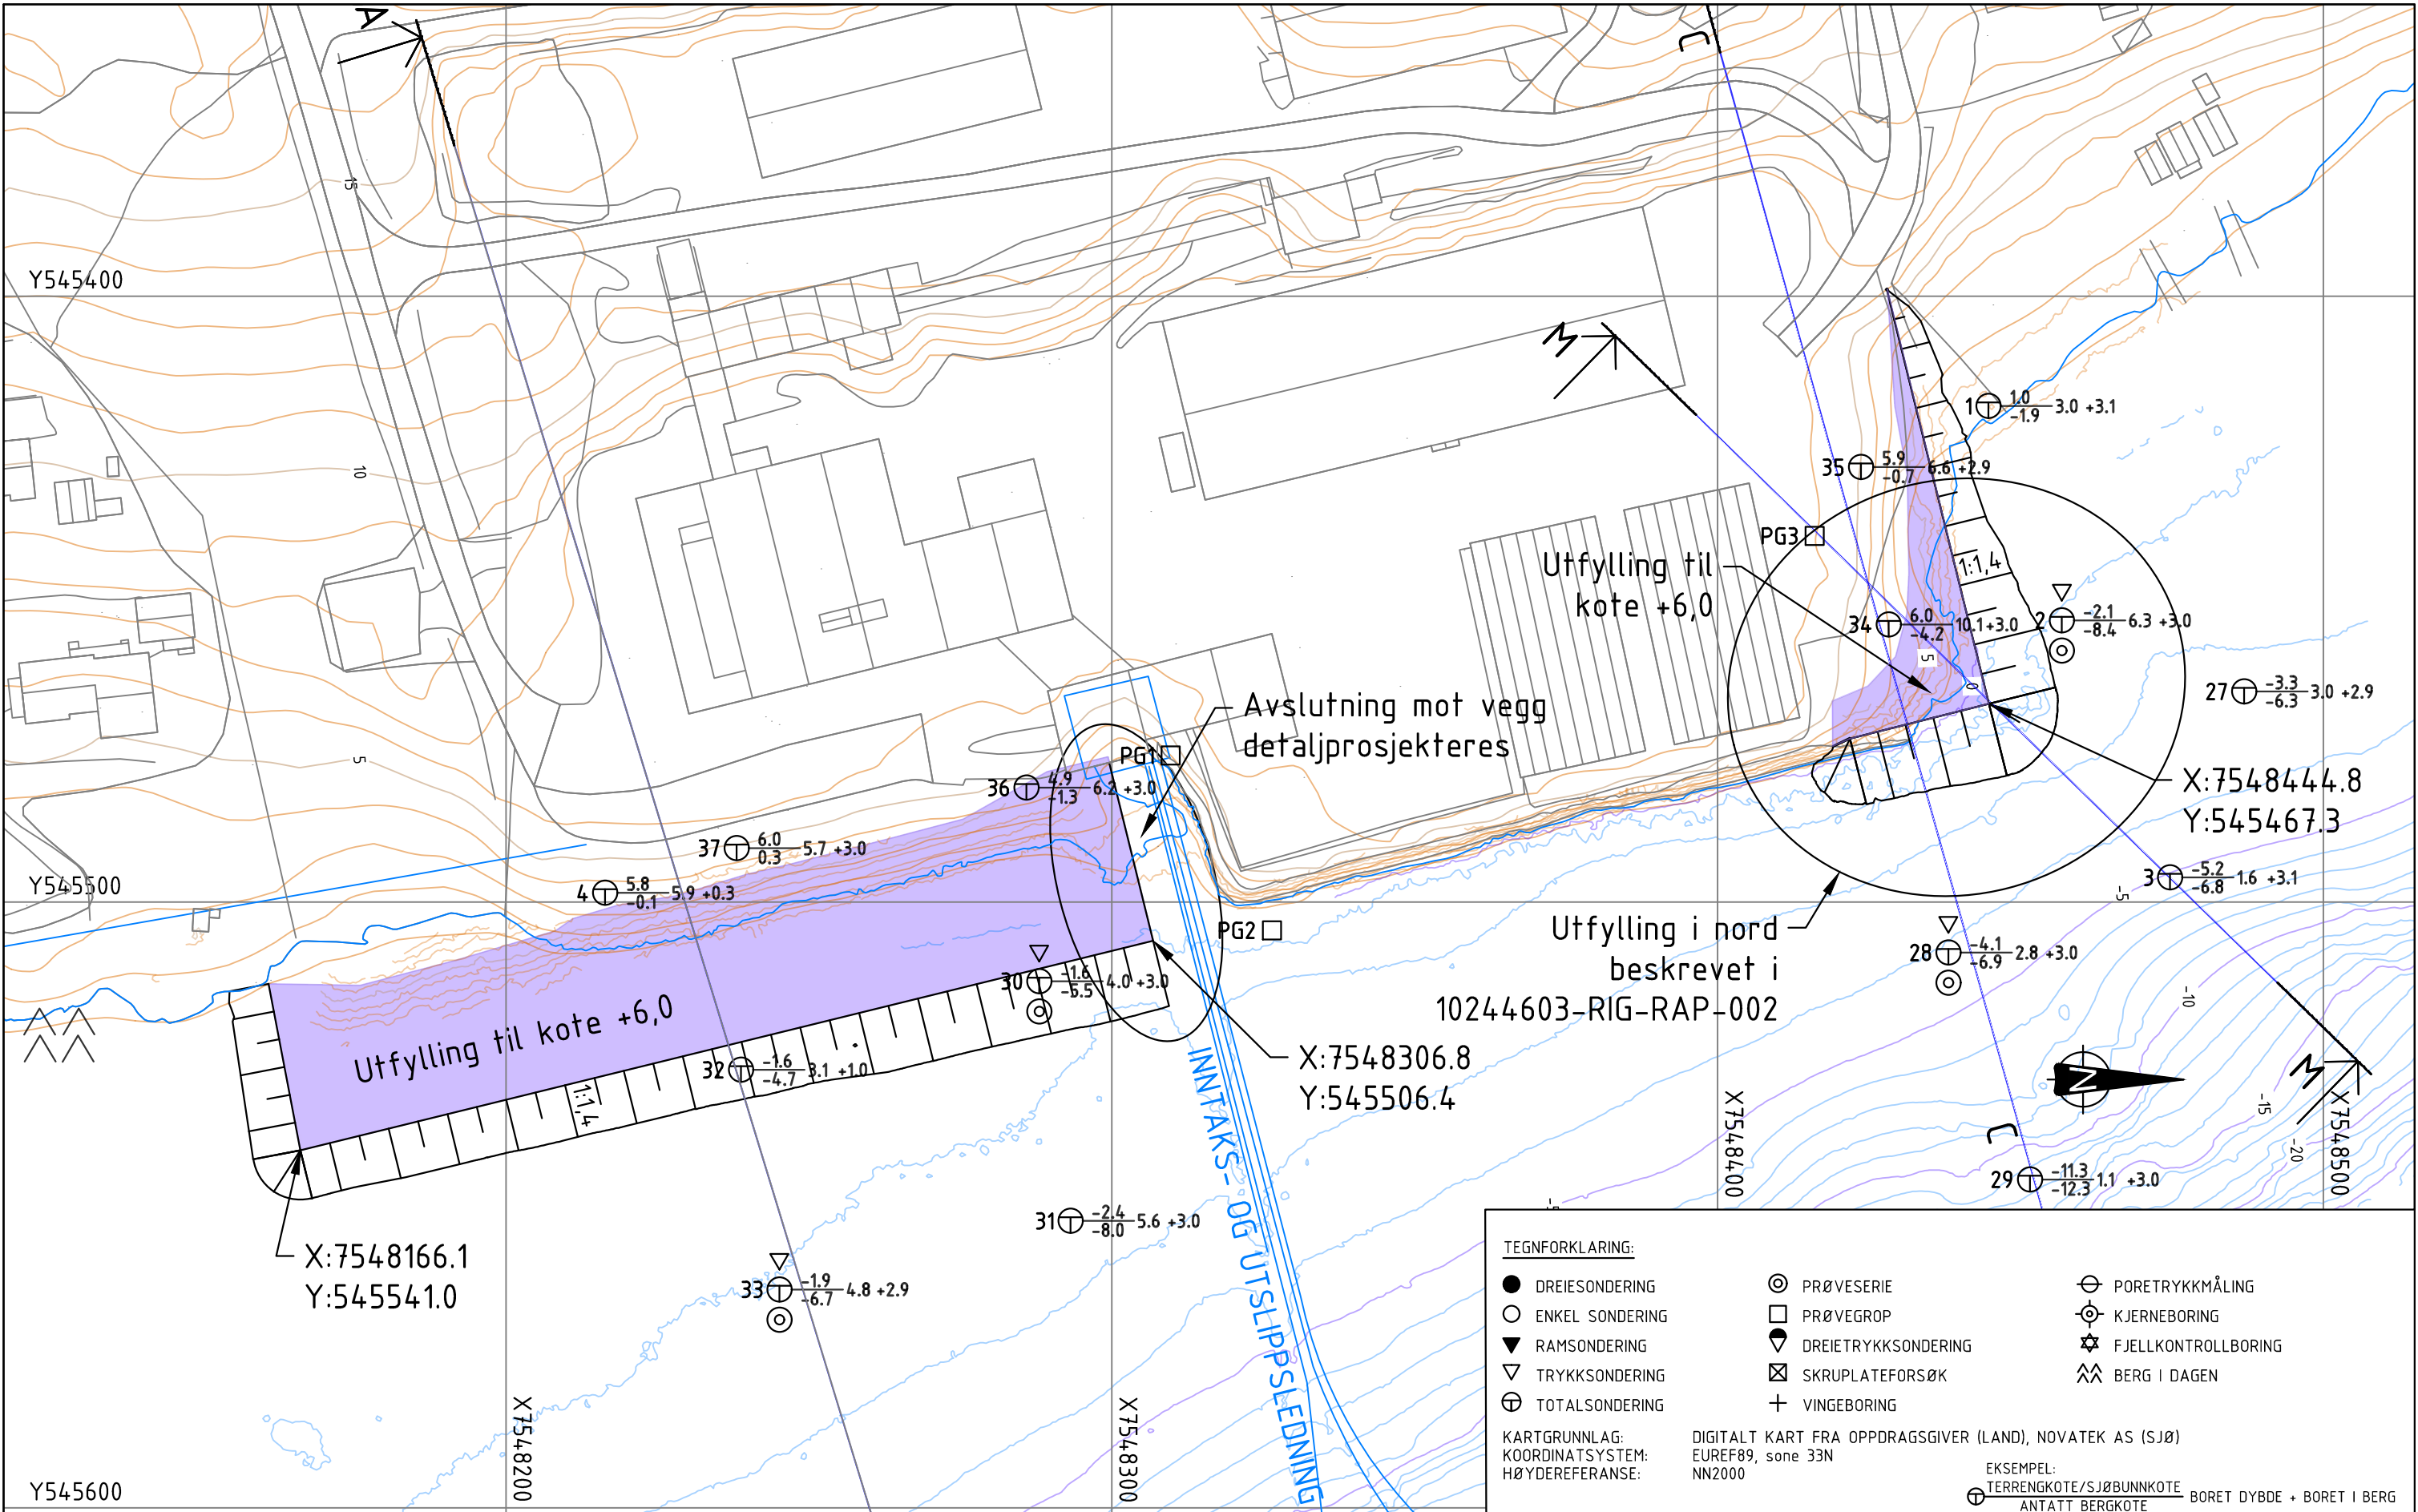 A
C
15
Y545400
M
1 1.0 -1.9 3.0 +3.1
35 5.9 -0.7 6.6 +2.9
10
PG3
Utfylling til
kote +6,0
1:1,4
34 6.0 -4.2 10.1 +3.0
2 -2.1 -8.4 6.3 +3.0
5
0
27 -3.3 -6.3 3.0 +2.9
Avslutning mot vegg
detaljprosjekteres
PG1
5
36 4.9 -1.3 6.2 +3.0
X:7548444.8
Y:545467.3
37 6.0 0.3 5.7 +3.0
Y545500
4 5.8 -0.1 5.9 +0.3
3 -5.2 -6.8 1.6 +3.1
-5
PG2
Utfylling i nord
beskrevet i
10244603-RIG-RAP-002
28 -4.1 -6.9 2.8 +3.0
30 -1.6 -5.5 4.0 +3.0
-10
Utfylling til kote +6,0
32 -1.6 -4.7 3.1 +1.0
1:1,4
X:7548306.8
Y:545506.4
N
M
-15
-20
C
X7548400
X7548500
29 -11.3 -12.3 1.1 +3.0
INNTAKS- OG UTSLIPPSLEDNING
31 -2.4 -8.0 5.6 +3.0
X:7548166.1
Y:545541.0
33 -1.9 -6.7 4.8 +2.9
X7548200
X7548300
Y545600
TEGNFORKLARING:
DREIESONDERING
ENKEL SONDERING
RAMSONDERING
TRYKKSONDERING
TOTALSONDERING
PRØVESERIE
PRØVEGROP
DREIETRYKKSONDERING
SKRUPLATEFORSØK
VINGEBORING
PORETRYKKMÅLING
KJERNEBORING
FJELLKONTROLLBORING
BERG I DAGEN
KARTGRUNNLAG: DIGITALT KART FRA OPPDRAGSGIVER (LAND), NOVATEK AS (SJØ)
KOORDINATSYSTEM: EUREF89, sone 33N
HØYDEREFERANSE: NN2000
EKSEMPEL:
TERRENGKOTE/SJØBUNNKOTE
ANTATT BERGKOTE
BORET DYBDE + BORET I BERG